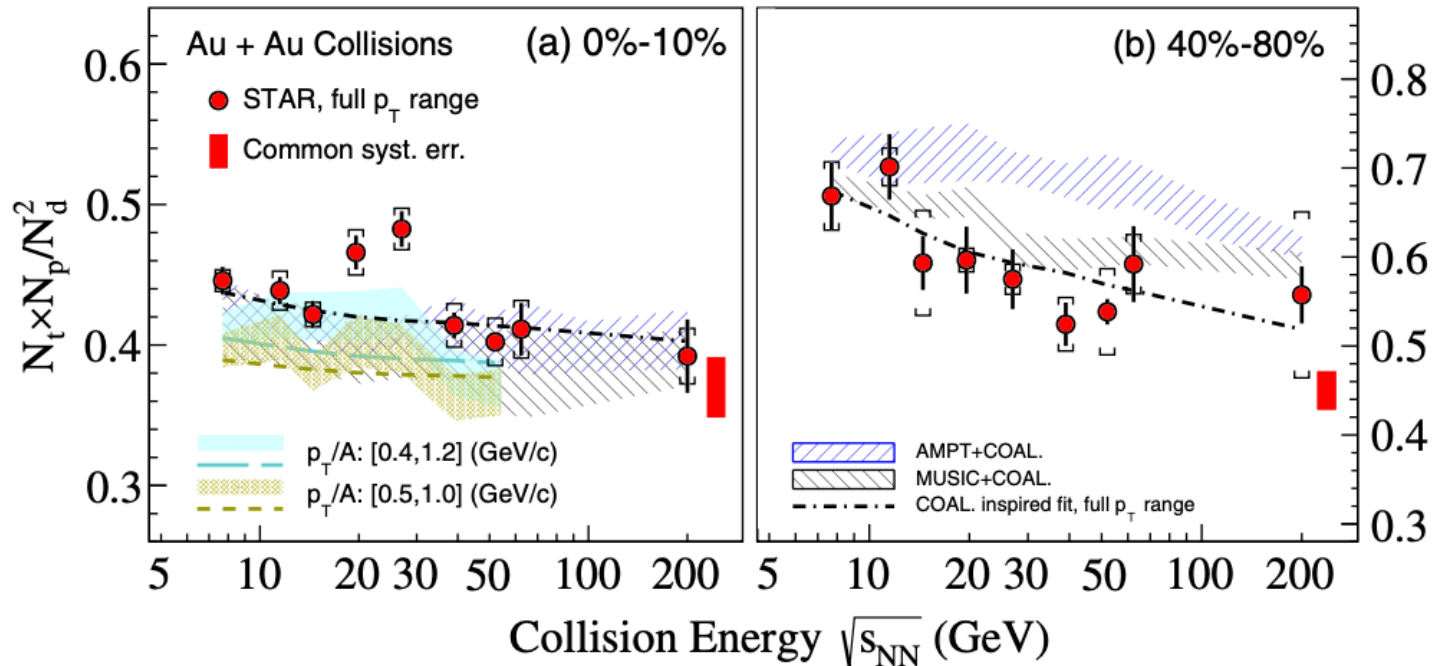 Au + Au Collisions
(a) 0%-10%
STAR, full p_T range
Common syst. err.
N_t×N_p/N_d^2
0.6
0.5
0.4
0.3
p_T/A: [0.4,1.2] (GeV/c)
p_T/A: [0.5,1.0] (GeV/c)
5 10 20 30 50 100 200
(b) 40%-80%
0.8
0.7
0.6
0.5
0.4
0.3
AMPT+COAL.
MUSIC+COAL.
COAL. inspired fit, full p_T range
5 10 20 30 50 100 200
Collision Energy √s_NN (GeV)